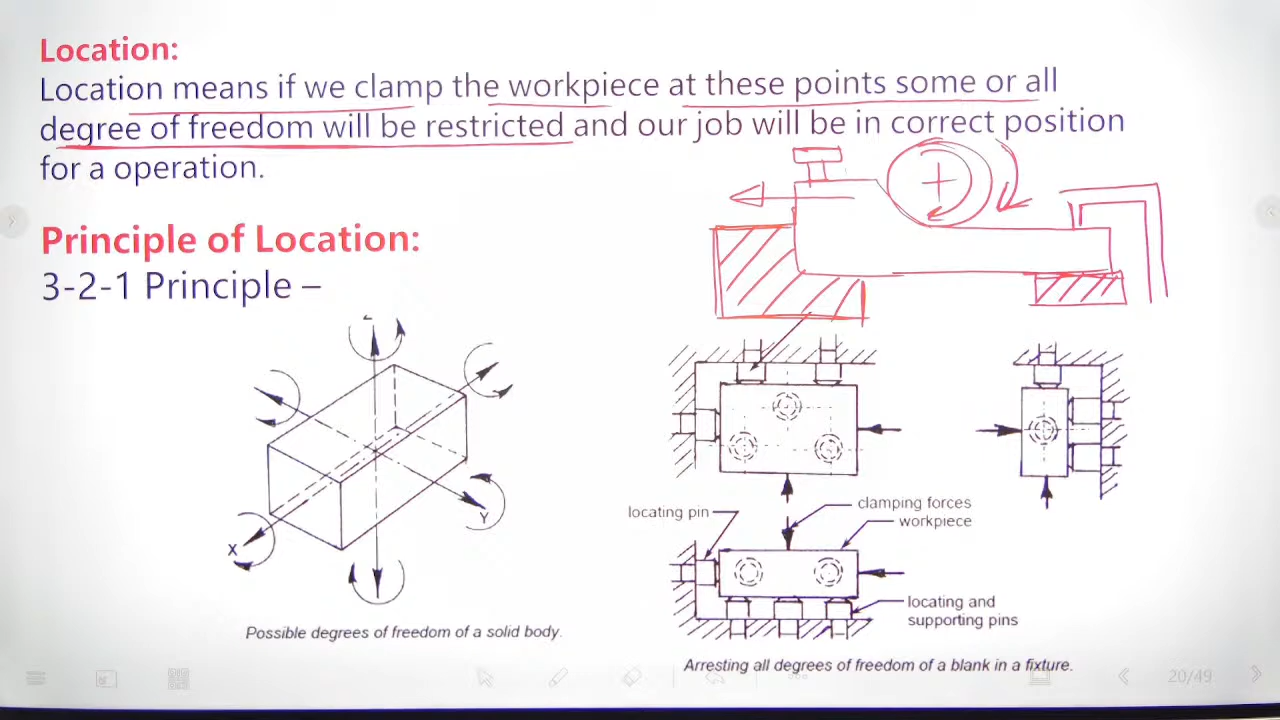 Location:
Location means if we clamp the workpiece at these points some or all
degree of freedom will be restricted and our job will be in correct position
for a operation.
Principle of Location:
3-2-1 Principle –
Z
Y
X
Possible degrees of freedom of a solid body.
locating pin
clamping forces
workpiece
locating and
supporting pins
Arresting all degrees of freedom of a blank in a fixture.
20/49